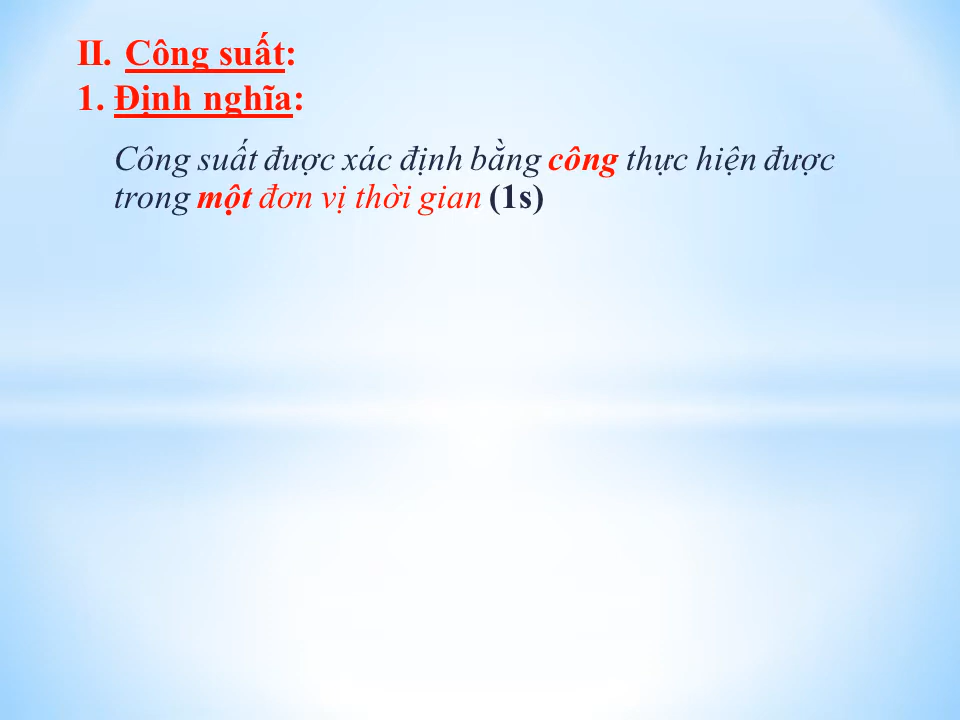 II. Công suất:
1. Định nghĩa:
Công suất được xác định bằng công thực hiện được
trong một đơn vị thời gian (1s)